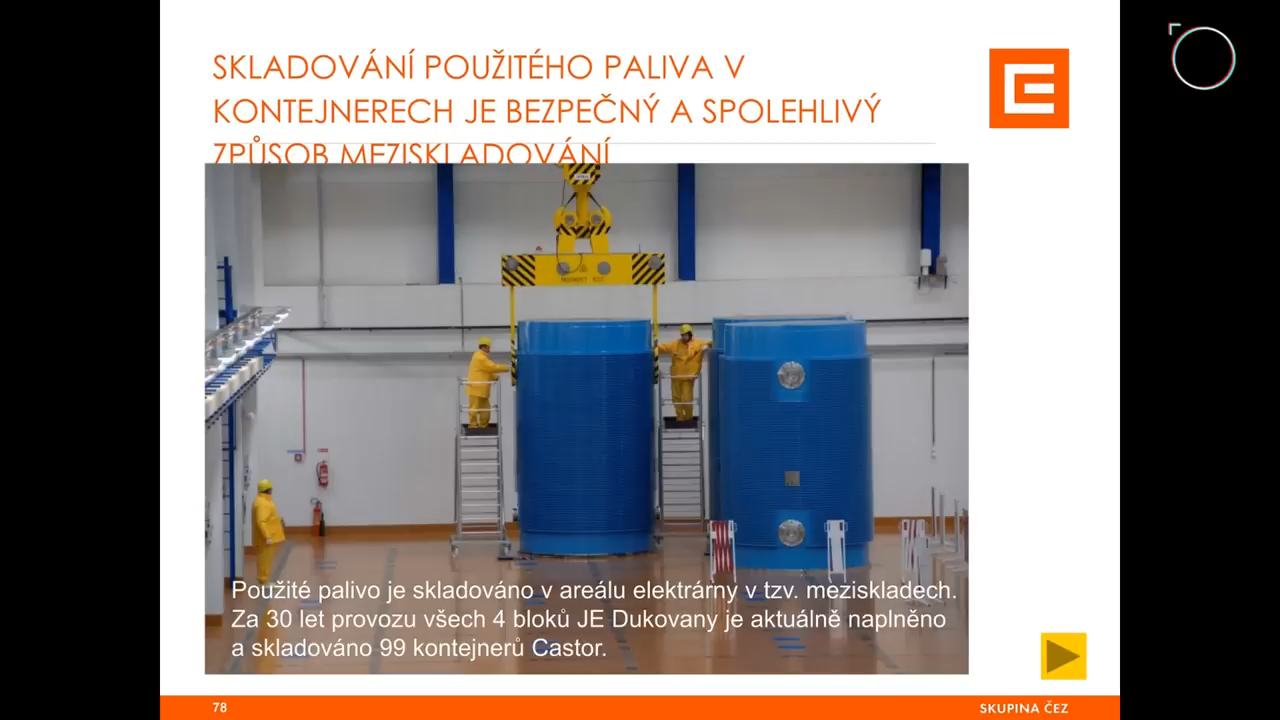 SKLADOVÁNÍ POUŽITÉHO PALIVA V
KONTEJNERECH JE BEZPEČNÝ A SPOLEHLIVÝ
ZPŮSOB MEZISKLADOVÁNÍ
Použité palivo je skladováno v areálu elektrárny v tzv. meziskladech.
Za 30 let provozu všech 4 bloků JE Dukovany je aktuálně naplněno
a skladováno 99 kontejnerů Castor.
78
SKUPINA ČEZ